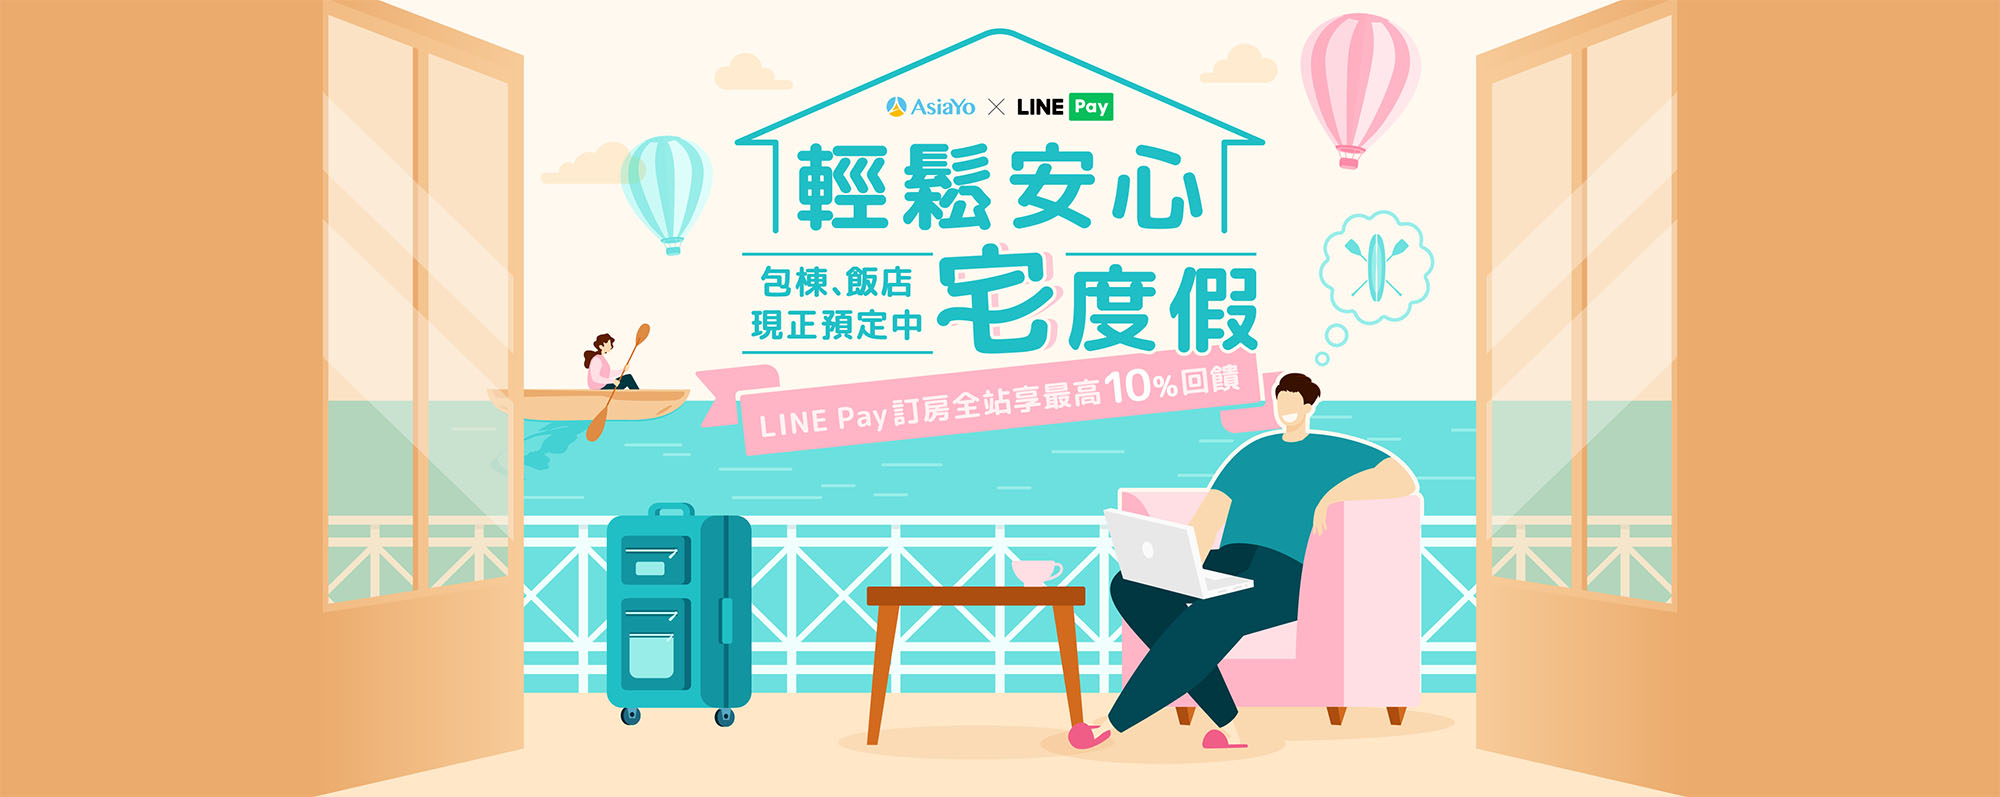 AsiaYo × LINE Pay
輕鬆安心
包棟、飯店
現正預定中
宅度假
LINE Pay訂房全站享最高10%回饋